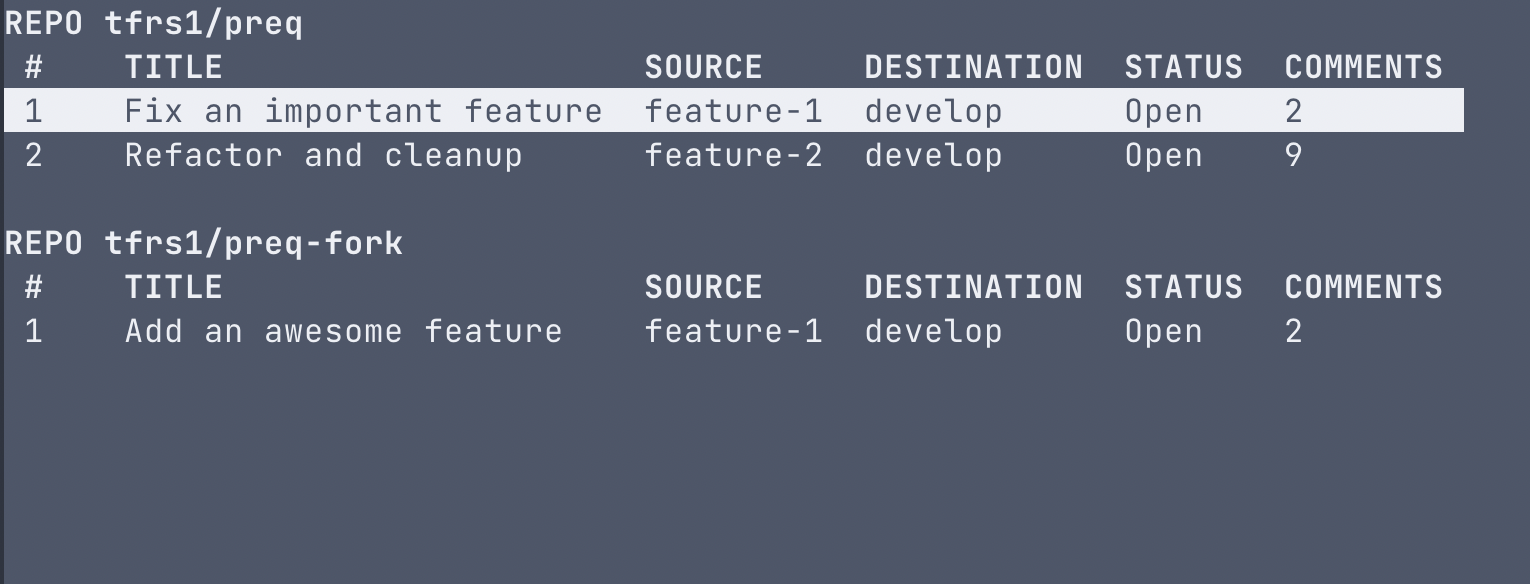 REPO tfrs1/preq
# TITLE SOURCE DESTINATION STATUS COMMENTS
1 Fix an important feature feature-1 develop Open 2
2 Refactor and cleanup feature-2 develop Open 9
REPO tfrs1/preq-fork
# TITLE SOURCE DESTINATION STATUS COMMENTS
1 Add an awesome feature feature-1 develop Open 2